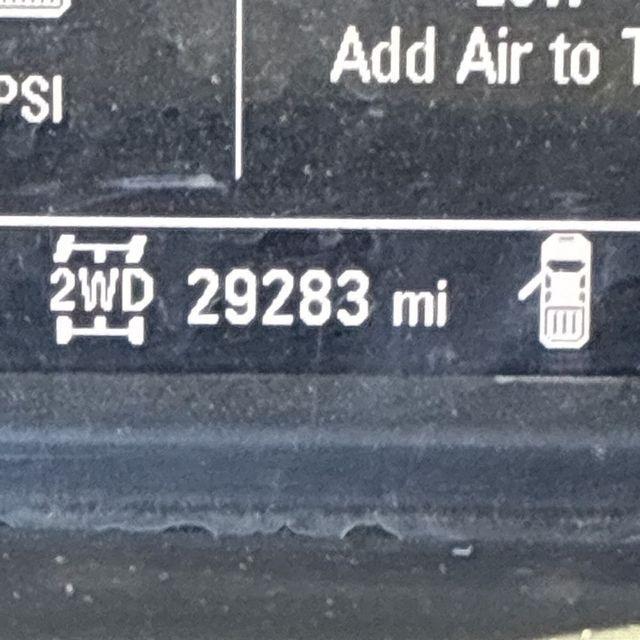 Add Air to
PSI
2WD 29283 mi